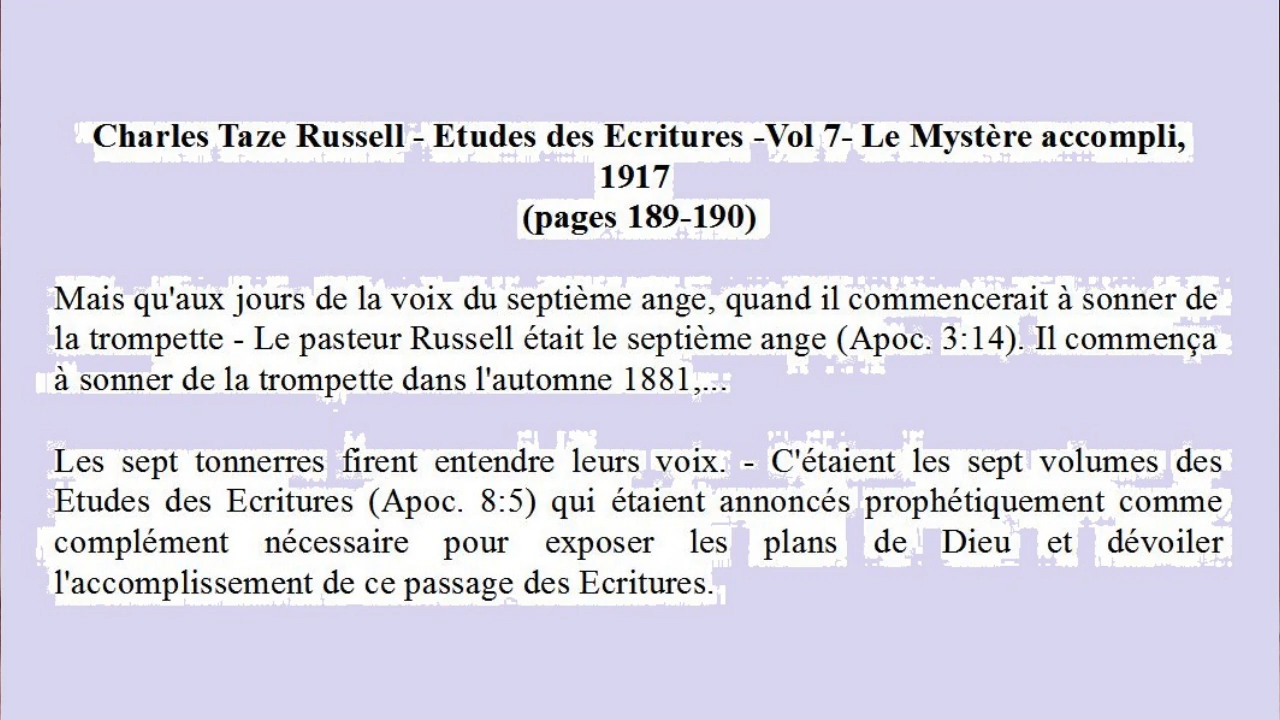 Charles Taze Russell - Etudes des Ecritures -Vol 7- Le Mystère accompli,
1917
(pages 189-190)
Mais qu'aux jours de la voix du septième ange, quand il commencerait à sonner de
la trompette - Le pasteur Russell était le septième ange (Apoc. 3:14). Il commença
à sonner de la trompette dans l'automne 1881,...
Les sept tonnerres firent entendre leurs voix. - C'étaient les sept volumes des
Etudes des Ecritures (Apoc. 8:5) qui étaient annoncés prophétiquement comme
complément nécessaire pour exposer les plans de Dieu et dévoiler
l'accomplissement de ce passage des Ecritures.